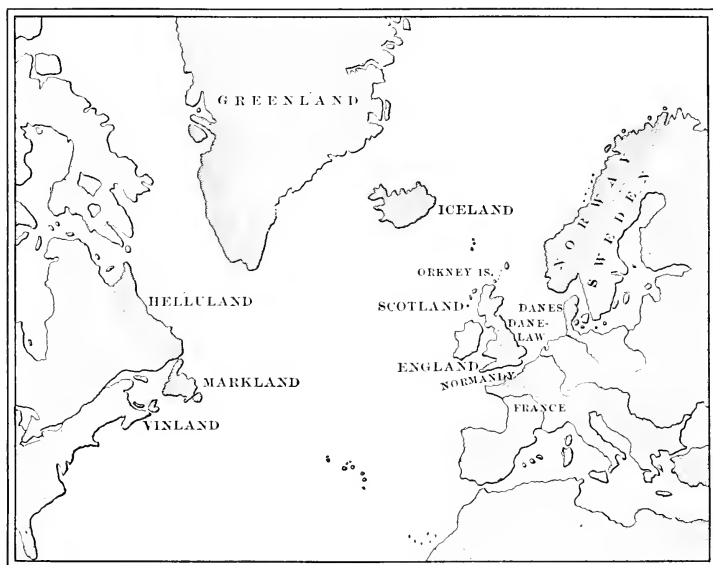 GREENLAND
ICELAND
NORWAY
SWEDEN
ORKNEY IS.
HELLULAND
SCOTLAND
DANES
DANE-
LAW
ENGLAND
MARKLAND
NORMANDY
FRANCE
VINLAND